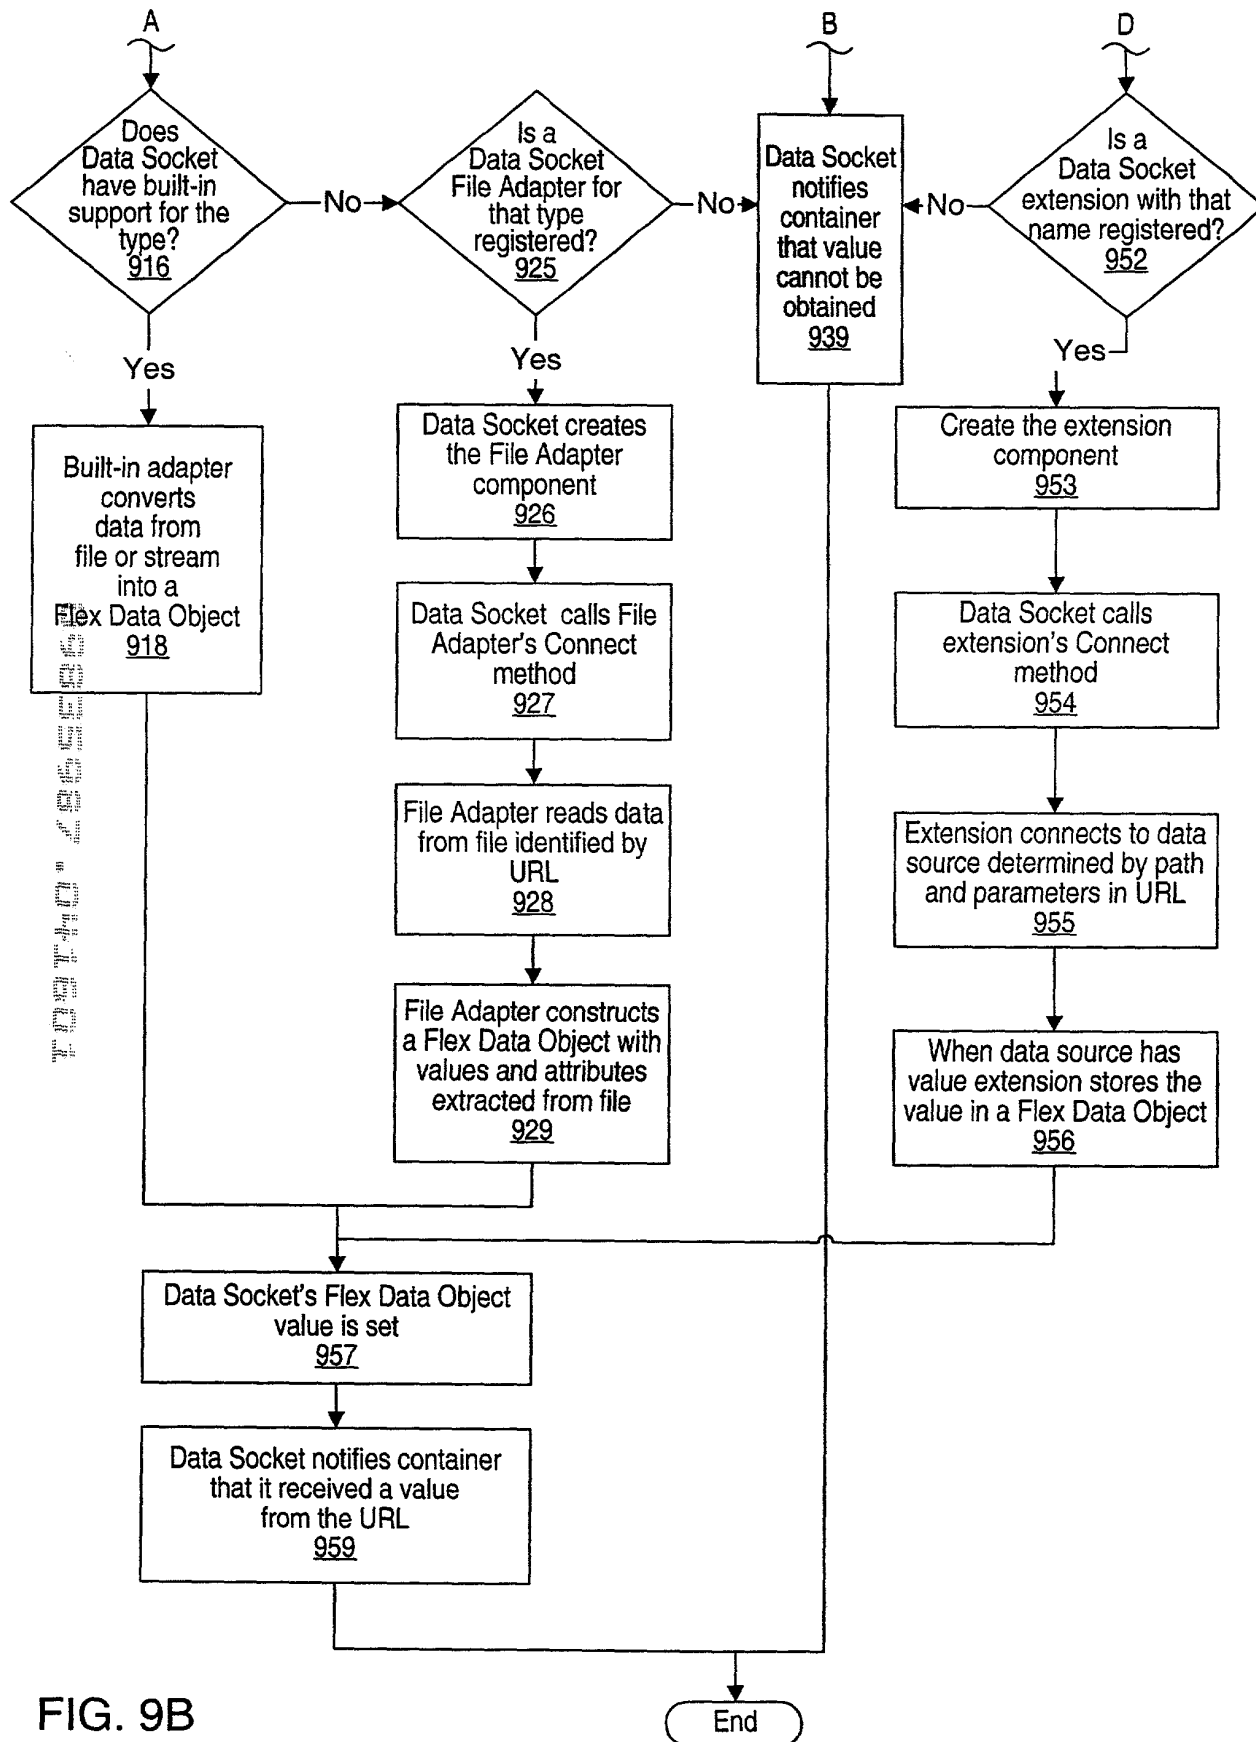 A
B
D
Does
Data Socket
have built-in
support for the
type?
916
No
Is a
Data Socket
File Adapter for
that type
registered?
925
No
Data Socket
notifies
container
that value
cannot be
obtained
939
No
Is a
Data Socket
extension with that
name registered?
952
Yes
Yes
Yes
Built-in adapter
converts
data from
file or stream
into a
Flex Data Object
918
Data Socket creates
the File Adapter
component
926
Data Socket calls File
Adapter's Connect
method
927
File Adapter reads data
from file identified by
URL
928
File Adapter constructs
a Flex Data Object with
values and attributes
extracted from file
929
Create the extension
component
953
Data Socket calls
extension's Connect
method
954
Extension connects to data
source determined by path
and parameters in URL
955
When data source has
value extension stores the
value in a Flex Data Object
956
Data Socket's Flex Data Object
value is set
957
Data Socket notifies container
that it received a value
from the URL
959
End
FIG. 9B